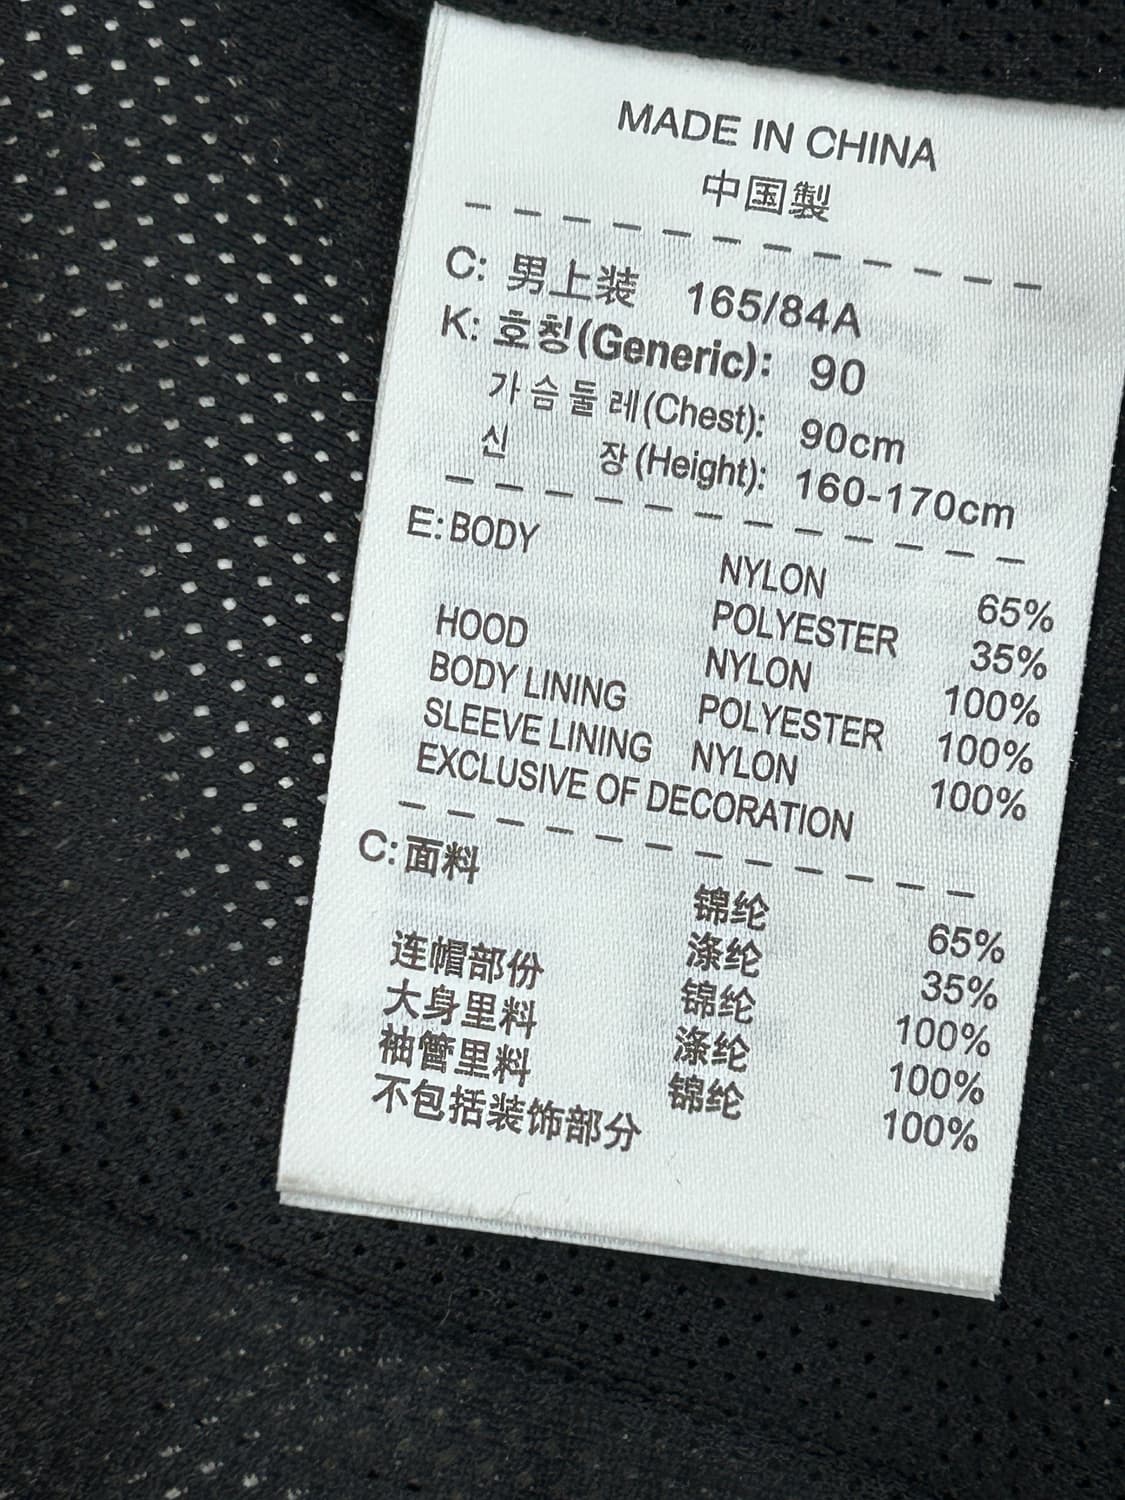 MADE IN CHINA
中国製
C: 男上装 165/84A
K: 호칭(Generic): 90
가슴둘레(Chest): 90cm
신 장(Height): 160-170cm
E: BODY NYLON 65%
POLYESTER 35%
HOOD NYLON 100%
BODY LINING POLYESTER 100%
SLEEVE LINING NYLON 100%
EXCLUSIVE OF DECORATION
C: 面料 锦纶 65%
涤纶 35%
连帽部份 锦纶 100%
大身里料 涤纶 100%
袖管里料 锦纶 100%
不包括装饰部分